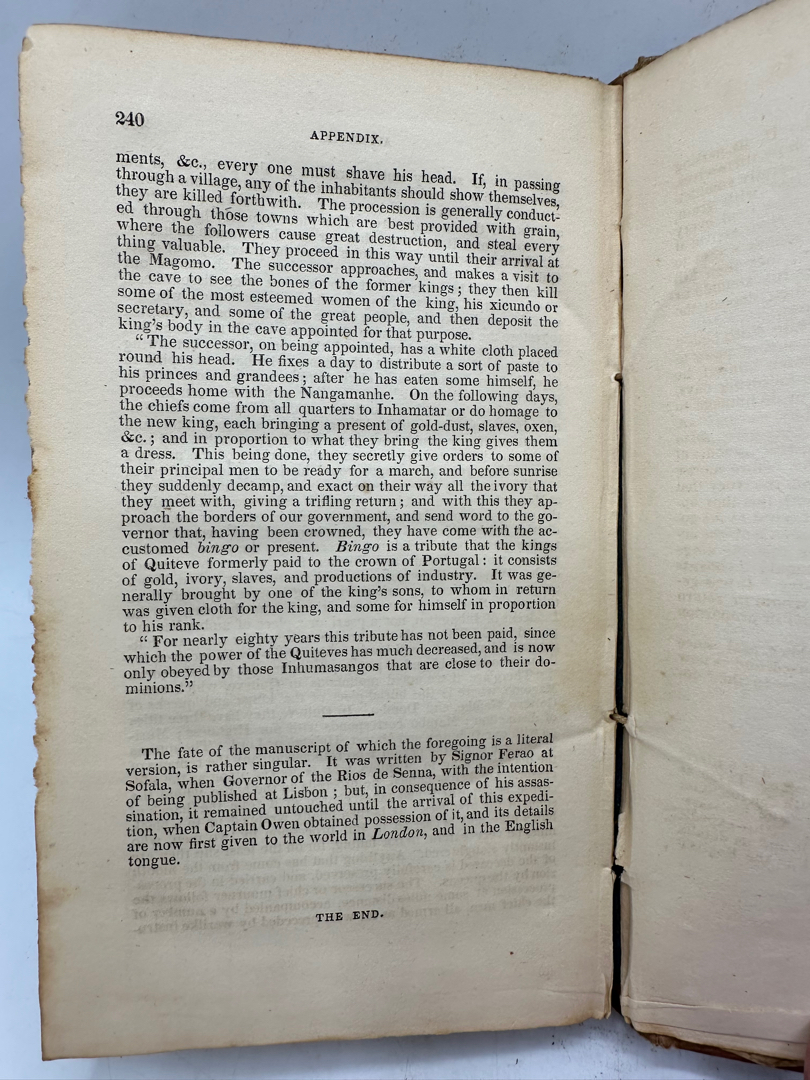 240
APPENDIX.
ments, &c., every one must shave his head. If, in passing
through a village, any of the inhabitants should show themselves,
they are killed forthwith. The procession is generally conduct-
ed through those towns which are best provided with grain,
where the followers cause great destruction, and steal every
thing valuable. They proceed in this way until their arrival at
the Magomo. The successor approaches, and makes a visit to
the cave to see the bones of the former kings; they then kill
some of the most esteemed women of the king, his xicundo or
secretary, and some of the great people, and then deposit the
king's body in the cave appointed for that purpose.
"The successor, on being appointed, has a white cloth placed
round his head. He fixes a day to distribute a sort of paste to
his princes and grandees; after he has eaten some himself, he
proceeds home with the Nangamanhe. On the following days,
the chiefs come from all quarters to Inhamatar or do homage to
the new king, each bringing a present of gold-dust, slaves, oxen,
&c.; and in proportion to what they bring the king gives them
a dress. This being done, they secretly give orders to some of
their principal men to be ready for a march, and before sunrise
they suddenly decamp, and exact on their way all the ivory that
they meet with, giving a trifling return; and with this they ap-
proach the borders of our government, and send word to the go-
vernor that, having been crowned, they have come with the ac-
customed bingo or present. Bingo is a tribute that the kings
of Quiteve formerly paid to the crown of Portugal: it consists
of gold, ivory, slaves, and productions of industry. It was ge-
nerally brought by one of the king's sons, to whom in return
was given cloth for the king, and some for himself in proportion
to his rank.
"For nearly eighty years this tribute has not been paid, since
which the power of the Quiteves has much decreased, and is now
only obeyed by those Inhumasangos that are close to their do-
minions."
The fate of the manuscript of which the foregoing is a literal
version, is rather singular. It was written by Signor Ferao at
Sofala, when Governor of the Rios de Senna, with the intention
of being published at Lisbon; but, in consequence of his assas-
sination, it remained untouched until the arrival of this expedi-
tion, when Captain Owen obtained possession of it, and its details
are now first given to the world in London, and in the English
tongue.
THE END.